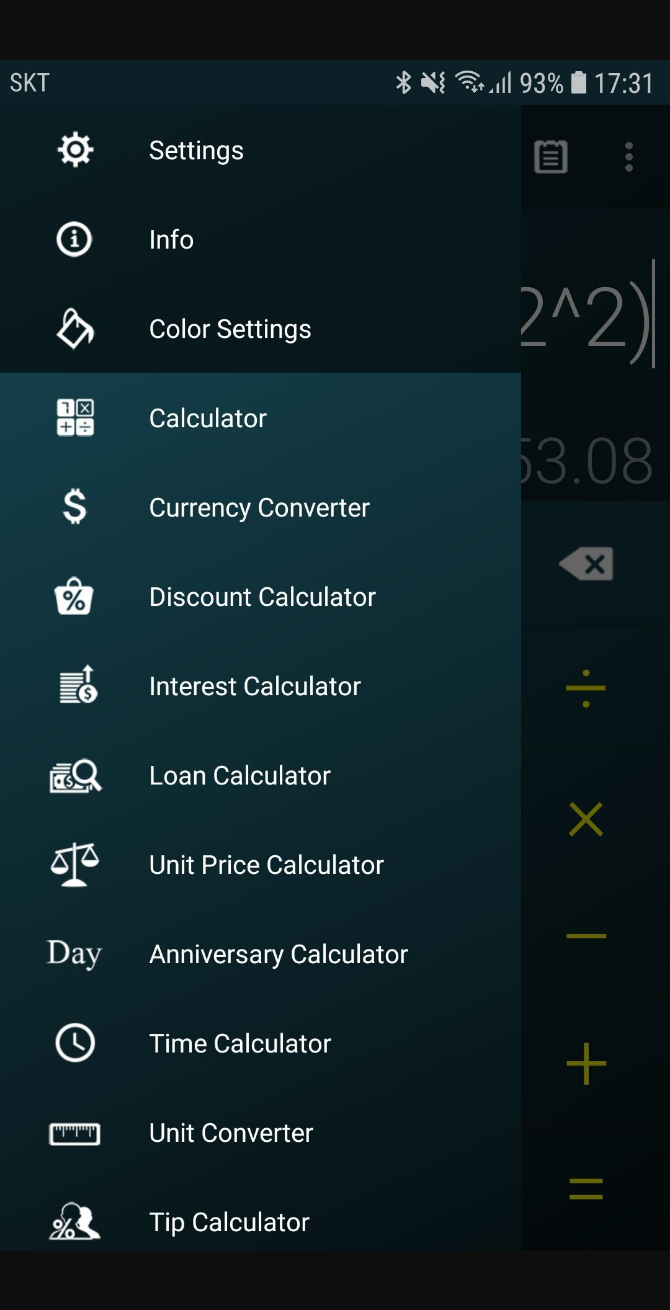 SKT 93% 17:31
Settings
Info
Color Settings
2^2)
53.08
Calculator
Currency Converter
Discount Calculator
Interest Calculator
Loan Calculator
Unit Price Calculator
Day Anniversary Calculator
Time Calculator
Unit Converter
Tip Calculator
÷
×
−
+
=